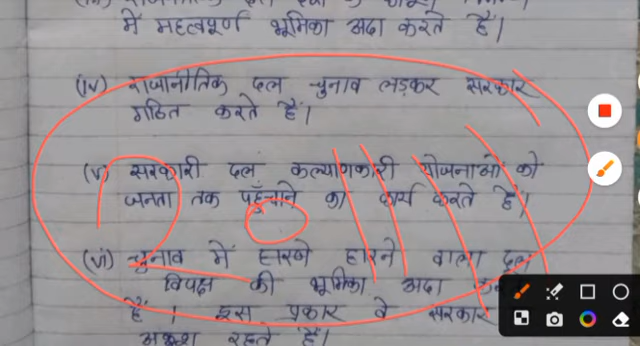 में महत्वपूर्ण भूमिका अदा करते हैं।
(iv) राजनीतिक दल चुनाव लड़कर सरकार
गठित करते हैं।
(v) सरकारी दल कल्याणकारी योजनाओं को
जनता तक पहुँचाने का कार्य करते हैं।
(vi) चुनाव में हारने वाला दल
विपक्ष की भूमिका अदा
है। इस प्रकार वे सरकार
अंकुश रहते हैं।